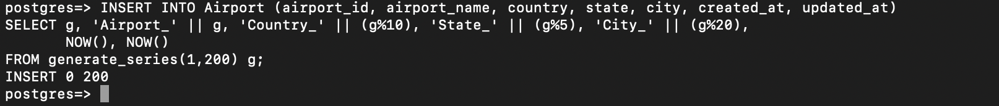 postgres=> INSERT INTO Airport (airport_id, airport_name, country, state, city, created_at, updated_at)
SELECT g, 'Airport_' || g, 'Country_' || (g%10), 'State_' || (g%5), 'City_' || (g%20),
       NOW(), NOW()
FROM generate_series(1,200) g;
INSERT 0 200
postgres=>